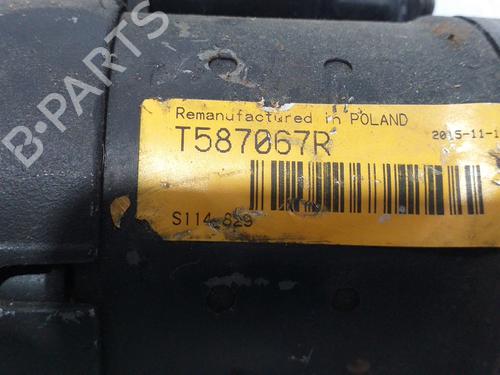 B-PARTS
Remanufactured in POLAND
T587067R
2015-11-1
S114-829